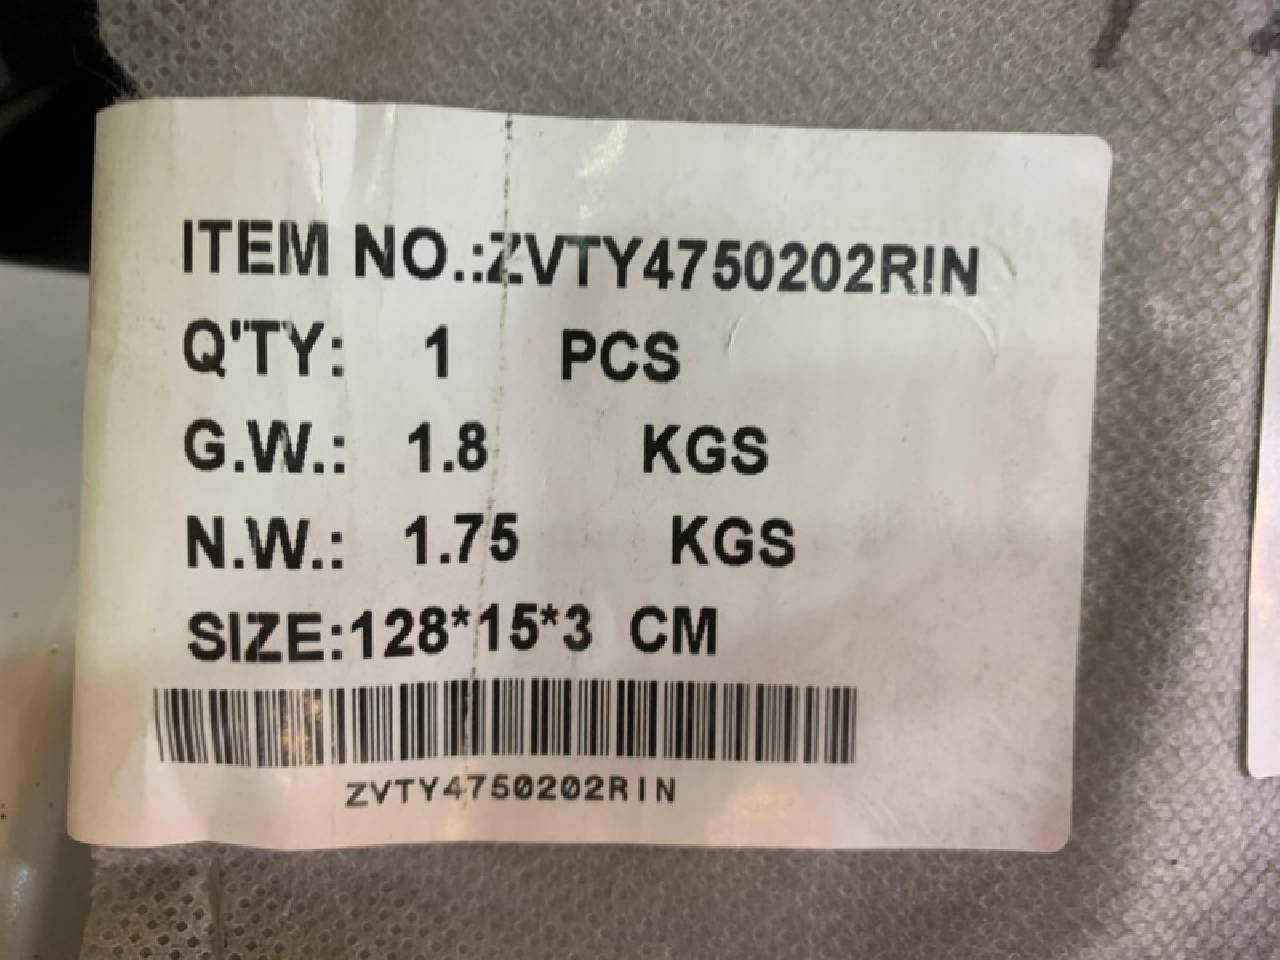 ITEM NO.:ZVTY4750202RIN
Q'TY: 1 PCS
G.W.: 1.8 KGS
N.W.: 1.75 KGS
SIZE:128*15*3 CM
ZVTY4750202RIN